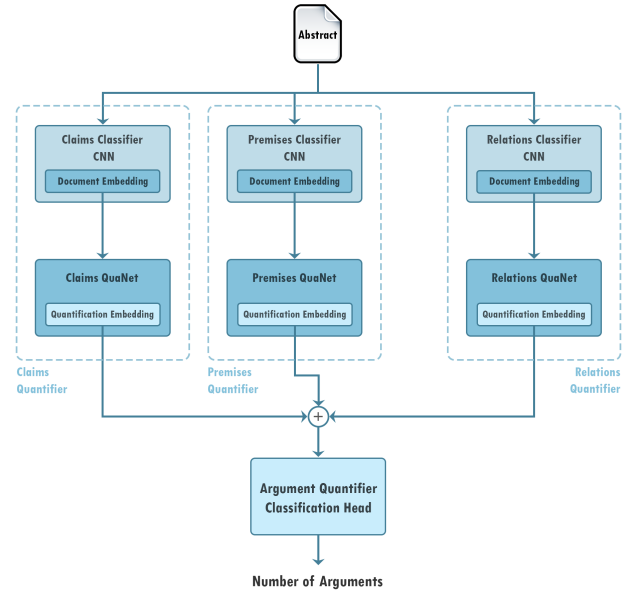 Abstract
Claims Classifier
CNN
Document Embedding
Premises Classifier
CNN
Document Embedding
Relations Classifier
CNN
Document Embedding
Claims QuaNet
Quantification Embedding
Premises QuaNet
Quantification Embedding
Relations QuaNet
Quantification Embedding
Claims
Quantifier
Premises
Quantifier
Relations
Quantifier
+
Argument Quantifier
Classification Head
Number of Arguments